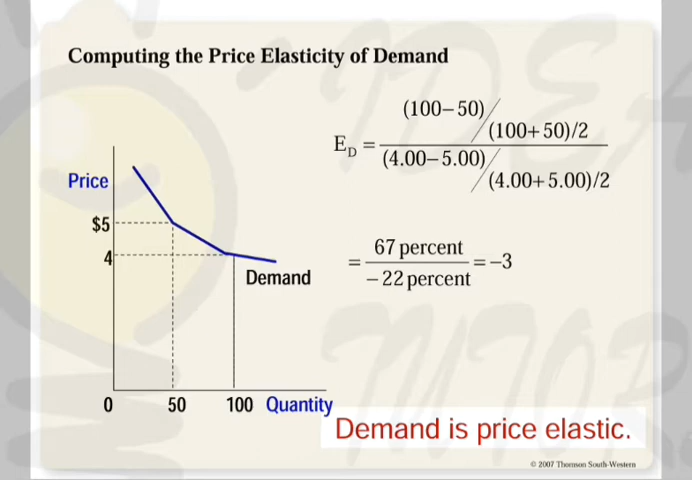 Computing the Price Elasticity of Demand
(100–50)
(100+50)/2
E_D =
(4.00–5.00)
(4.00+5.00)/2
= 67 percent
–22 percent
= –3
Price
$5
4
Demand
0 50 100 Quantity
Demand is price elastic.
© 2007 Thomson South-Western